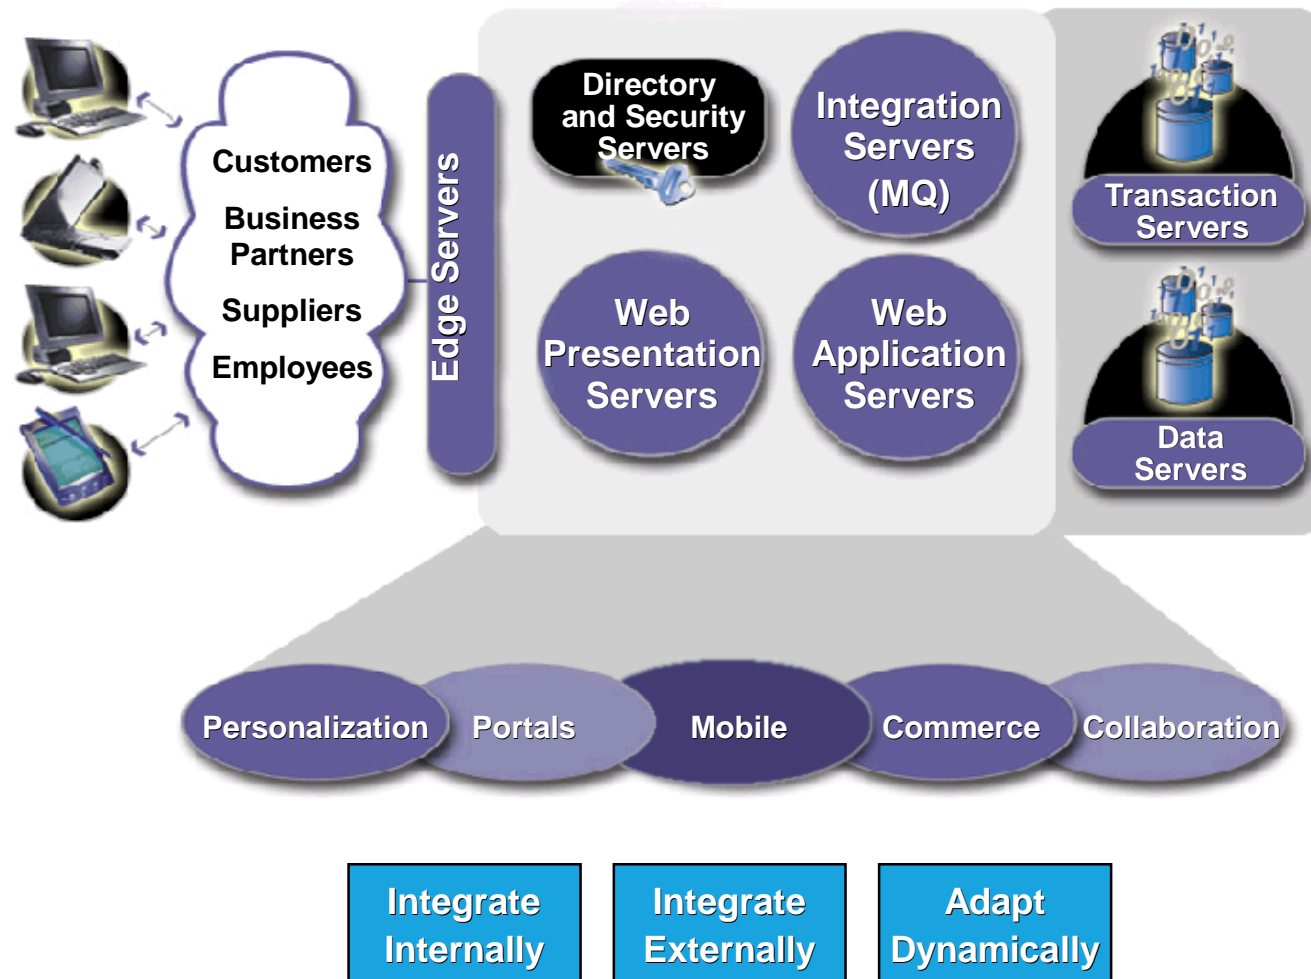 Customers
Business
Partners
Suppliers
Employees
Edge Servers
Directory
and Security
Servers
Integration
Servers
(MQ)
Web
Presentation
Servers
Web
Application
Servers
Transaction
Servers
Data
Servers
Personalization
Portals
Mobile
Commerce
Collaboration
Integrate
Internally
Integrate
Externally
Adapt
Dynamically